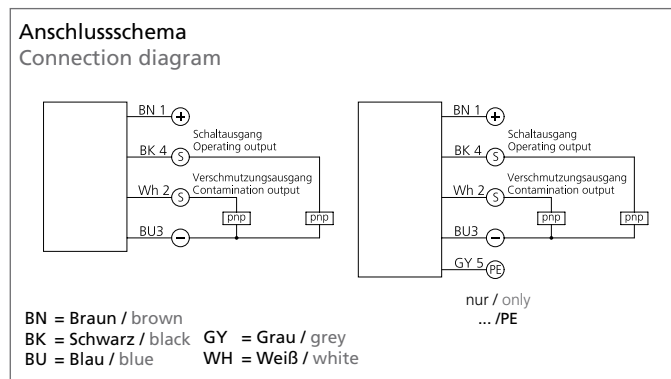 Anschlussschema
Connection diagram
BN 1 +
Schaltausgang
Operating output
BK 4 S
Verschmutzungsausgang
Contamination output
Wh 2 S
pnp pnp
BU3 −
BN 1 +
Schaltausgang
Operating output
BK 4 S
Verschmutzungsausgang
Contamination output
Wh 2 S
pnp pnp
BU3 −
GY 5 PE
nur / only
... /PE
BN = Braun / brown
BK = Schwarz / black GY = Grau / grey
BU = Blau / blue WH = Weiß / white